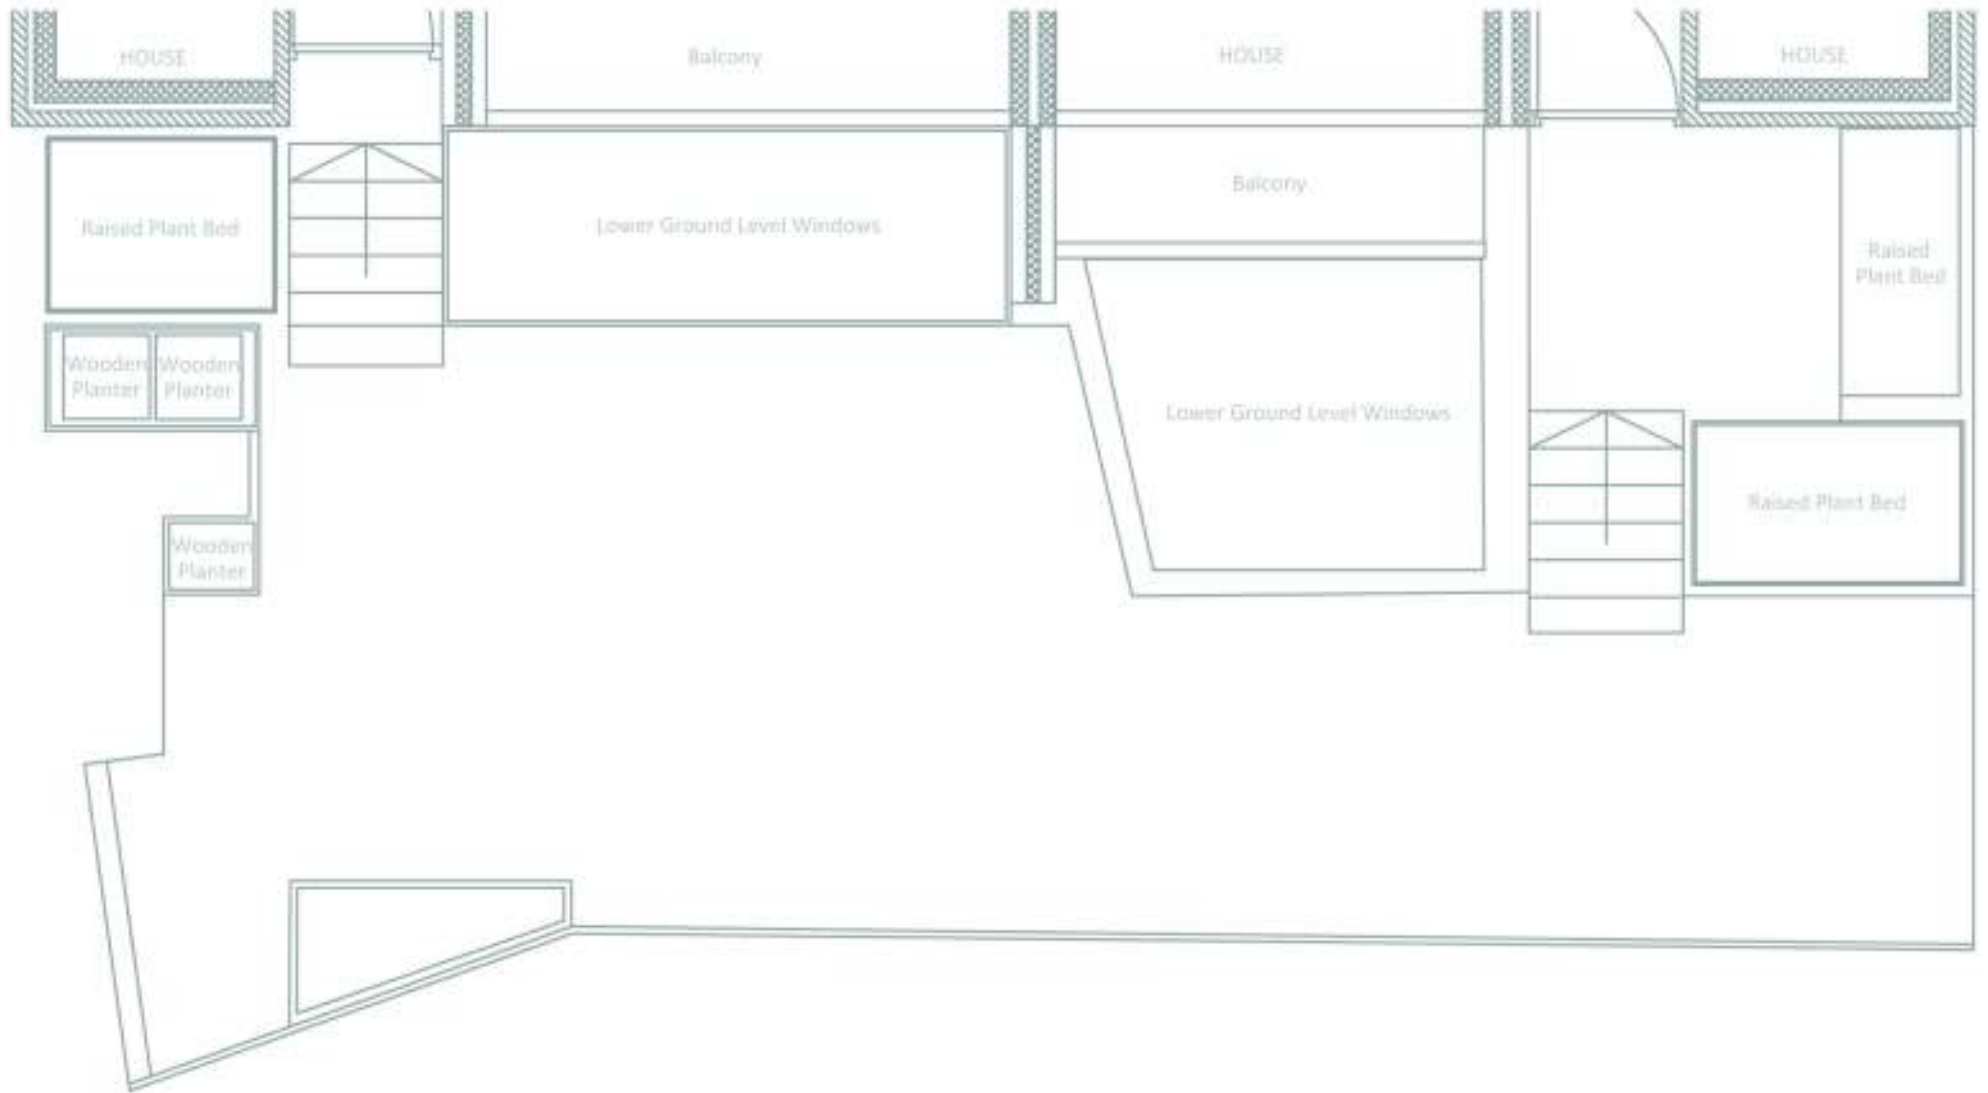 HOUSE
Balcony
HOUSE
HOUSE
Raised Plant Bed
Lower Ground Level Windows
Balcony
Raised
Plant Bed
Wooden
Planter
Wooden
Planter
Lower Ground Level Windows
Raised Plant Bed
Wooden
Planter